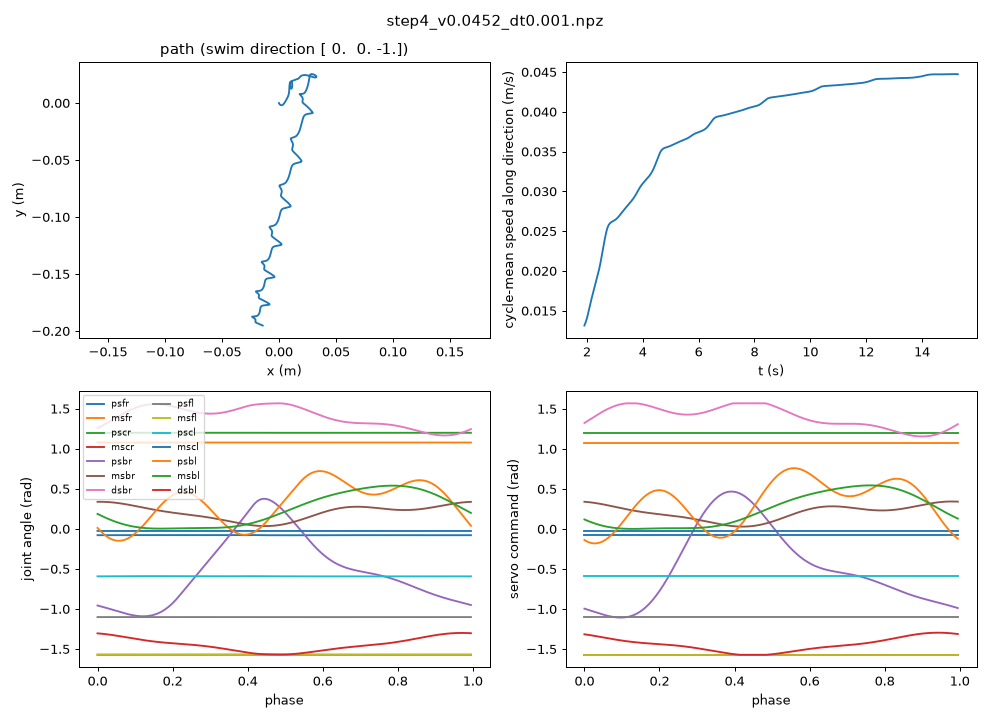 step4_v0.0452_dt0.001.npz
path (swim direction [ 0.  0. -1.])
0.00
−0.05
−0.10
−0.15
−0.20
y (m)
−0.15
−0.10
−0.05
0.00
0.05
0.10
0.15
x (m)
0.045
0.040
0.035
0.030
0.025
0.020
0.015
cycle-mean speed along direction (m/s)
2
4
6
8
10
12
14
t (s)
1.5
1.0
0.5
0.0
−0.5
−1.0
−1.5
joint angle (rad)
psfr
msfr
pscr
mscr
psbr
msbr
dsbr
psfl
msfl
pscl
mscl
psbl
msbl
dsbl
0.0
0.2
0.4
0.6
0.8
1.0
phase
1.5
1.0
0.5
0.0
−0.5
−1.0
−1.5
servo command (rad)
0.0
0.2
0.4
0.6
0.8
1.0
phase